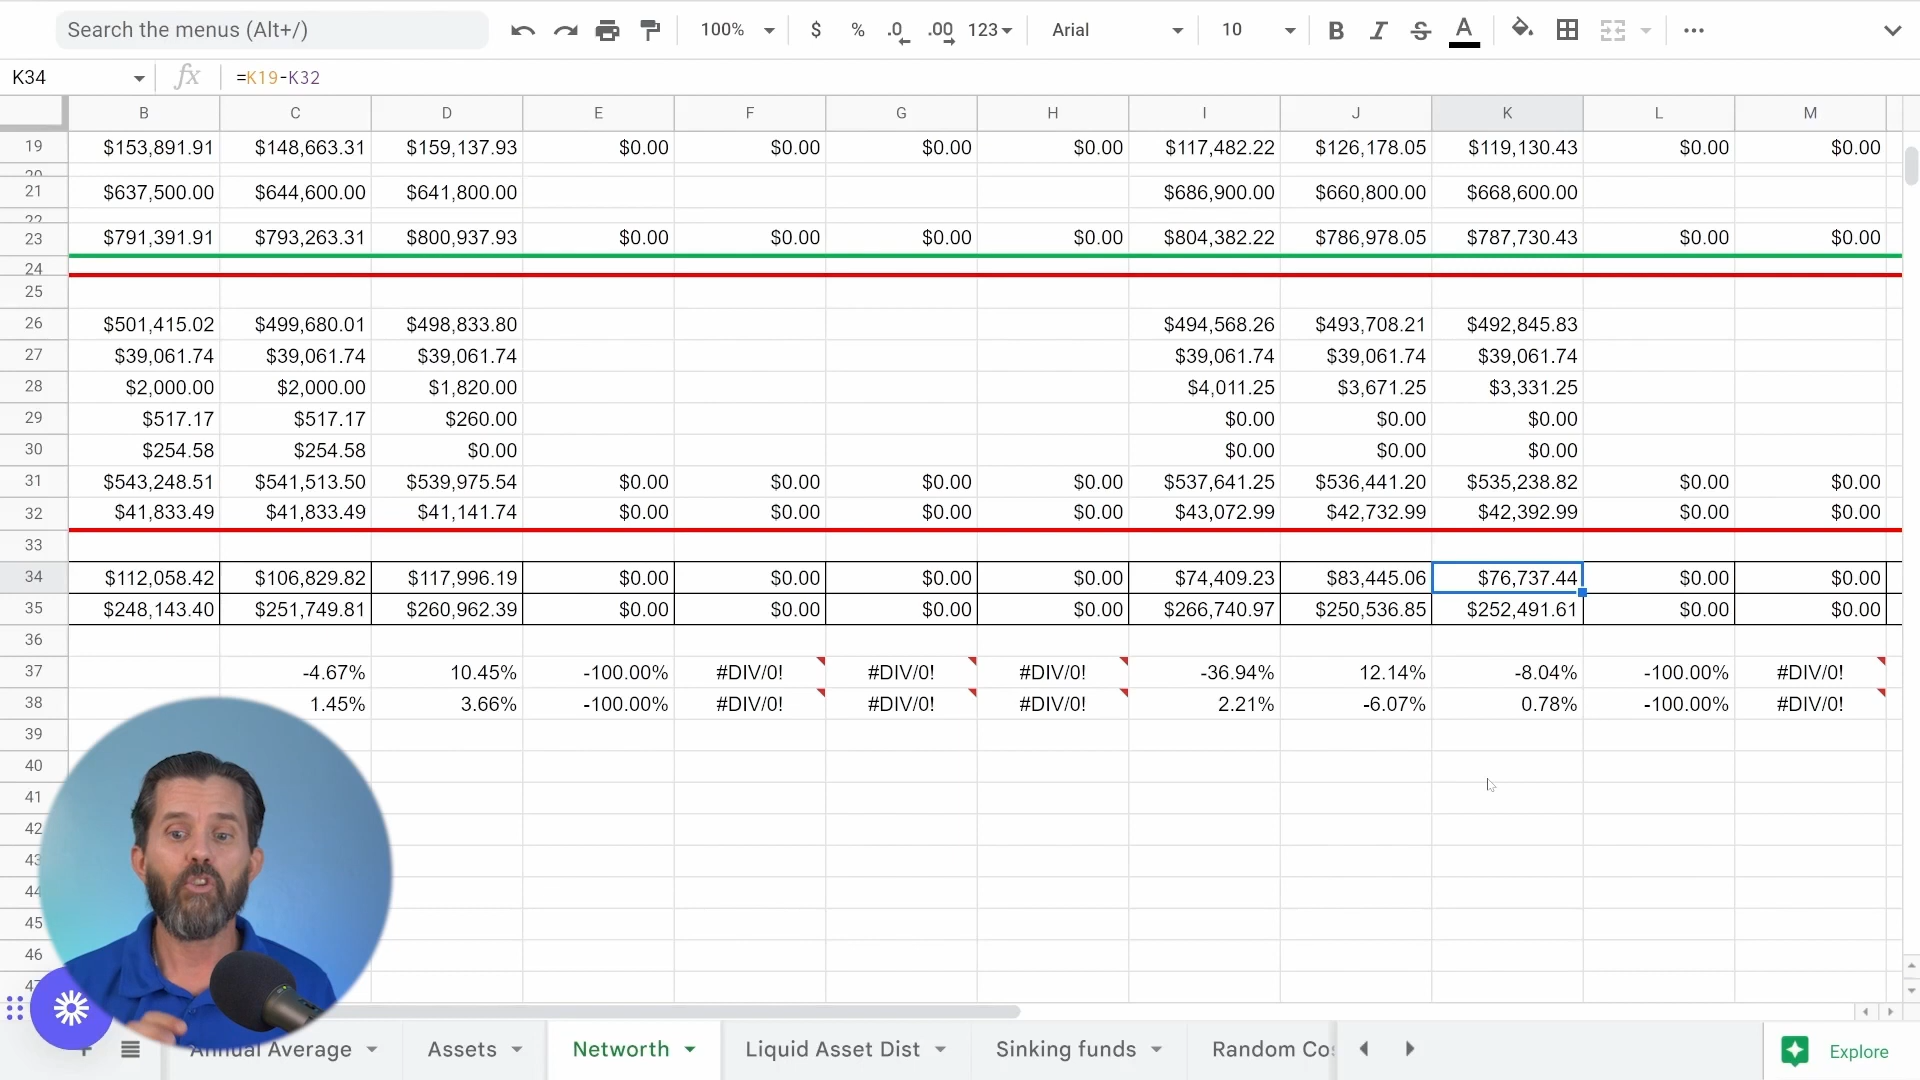 Search the menus (Alt+/)
100% $ % .0 .00 123 Arial 10 B I S A
K34 fx =K19-K32
B C D E F G H I J K L M
19 $153,891.91 $148,663.31 $159,137.93 $0.00 $0.00 $0.00 $0.00 $117,482.22 $126,178.05 $119,130.43 $0.00 $0.00
20
21 $637,500.00 $644,600.00 $641,800.00 $686,900.00 $660,800.00 $668,600.00
22
23 $791,391.91 $793,263.31 $800,937.93 $0.00 $0.00 $0.00 $0.00 $804,382.22 $786,978.05 $787,730.43 $0.00 $0.00
24
25
26 $501,415.02 $499,680.01 $498,833.80 $494,568.26 $493,708.21 $492,845.83
27 $39,061.74 $39,061.74 $39,061.74 $39,061.74 $39,061.74 $39,061.74
28 $2,000.00 $2,000.00 $1,820.00 $4,011.25 $3,671.25 $3,331.25
29 $517.17 $517.17 $260.00 $0.00 $0.00 $0.00
30 $254.58 $254.58 $0.00 $0.00 $0.00 $0.00
31 $543,248.51 $541,513.50 $539,975.54 $0.00 $0.00 $0.00 $0.00 $537,641.25 $536,441.20 $535,238.82 $0.00 $0.00
32 $41,833.49 $41,833.49 $41,141.74 $0.00 $0.00 $0.00 $0.00 $43,072.99 $42,732.99 $42,392.99 $0.00 $0.00
33
34 $112,058.42 $106,829.82 $117,996.19 $0.00 $0.00 $0.00 $0.00 $74,409.23 $83,445.06 $76,737.44 $0.00 $0.00
35 $248,143.40 $251,749.81 $260,962.39 $0.00 $0.00 $0.00 $0.00 $266,740.97 $250,536.85 $252,491.61 $0.00 $0.00
36
37 -4.67% 10.45% -100.00% #DIV/0! #DIV/0! #DIV/0! -36.94% 12.14% -8.04% -100.00% #DIV/0!
38 1.45% 3.66% -100.00% #DIV/0! #DIV/0! #DIV/0! 2.21% -6.07% 0.78% -100.00% #DIV/0!
39
40
41
42
43
44
45
46
47
Annual Average Assets Networth Liquid Asset Dist Sinking funds Random Cos Explore